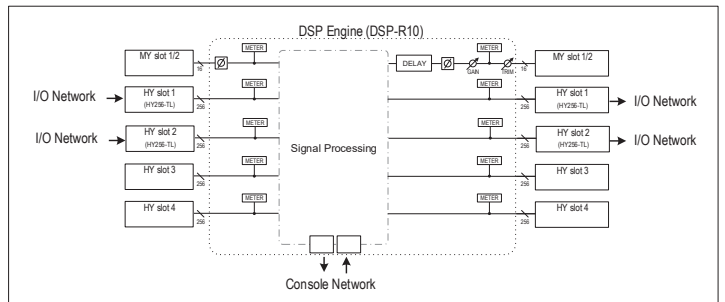 DSP Engine (DSP-R10)
MY slot 1/2
16
Ø
METER
DELAY
Ø
GAIN
METER
TRIM
16
MY slot 1/2
I/O Network
HY slot 1
(HY256-TL)
256
METER
METER
256
HY slot 1
(HY256-TL)
I/O Network
I/O Network
HY slot 2
(HY256-TL)
256
METER
Signal Processing
METER
256
HY slot 2
(HY256-TL)
I/O Network
HY slot 3
256
METER
METER
256
HY slot 3
HY slot 4
256
METER
METER
256
HY slot 4
Console Network